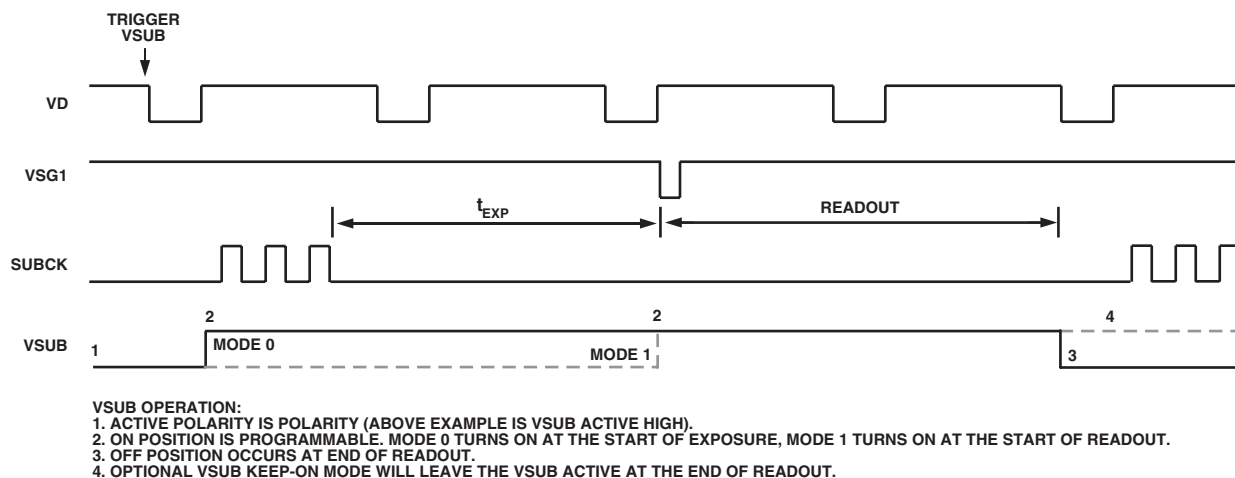 TRIGGER
VSUB
VD
VSG1
tEXP
READOUT
SUBCK
2
2
4
VSUB
1
MODE 0
MODE 1
3
VSUB OPERATION:
1. ACTIVE POLARITY IS POLARITY (ABOVE EXAMPLE IS VSUB ACTIVE HIGH).
2. ON POSITION IS PROGRAMMABLE. MODE 0 TURNS ON AT THE START OF EXPOSURE, MODE 1 TURNS ON AT THE START OF READOUT.
3. OFF POSITION OCCURS AT END OF READOUT.
4. OPTIONAL VSUB KEEP-ON MODE WILL LEAVE THE VSUB ACTIVE AT THE END OF READOUT.